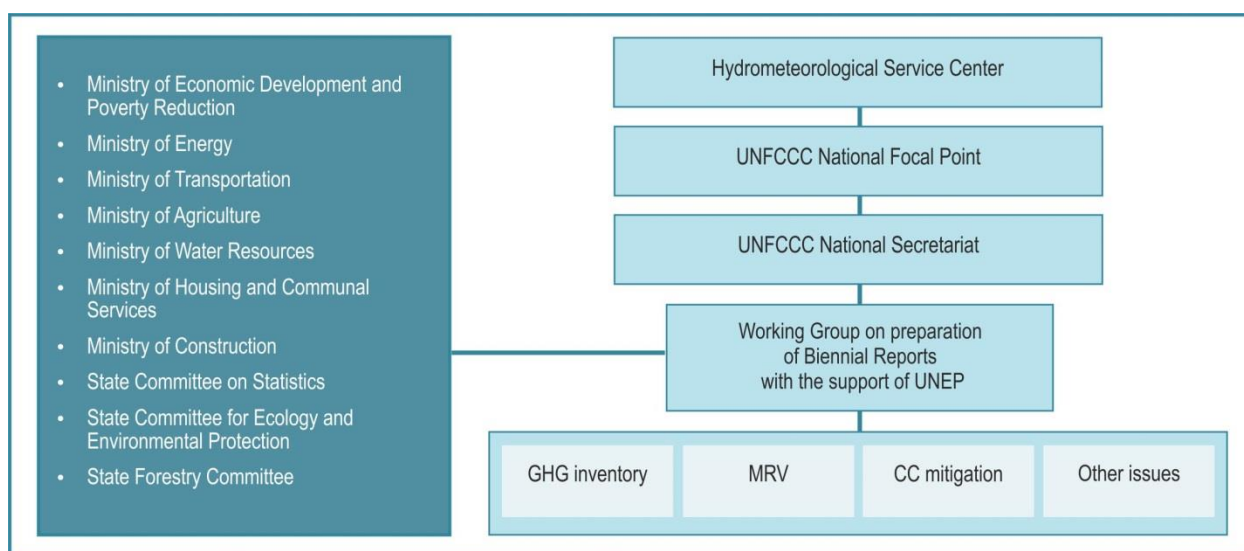 • Ministry of Economic Development and
Poverty Reduction
• Ministry of Energy
• Ministry of Transportation
• Ministry of Agriculture
• Ministry of Water Resources
• Ministry of Housing and Communal
Services
• Ministry of Construction
• State Committee on Statistics
• State Committee for Ecology and
Environmental Protection
• State Forestry Committee
Hydrometeorological Service Center
UNFCCC National Focal Point
UNFCCC National Secretariat
Working Group on preparation
of Biennial Reports
with the support of UNEP
GHG inventory
MRV
CC mitigation
Other issues